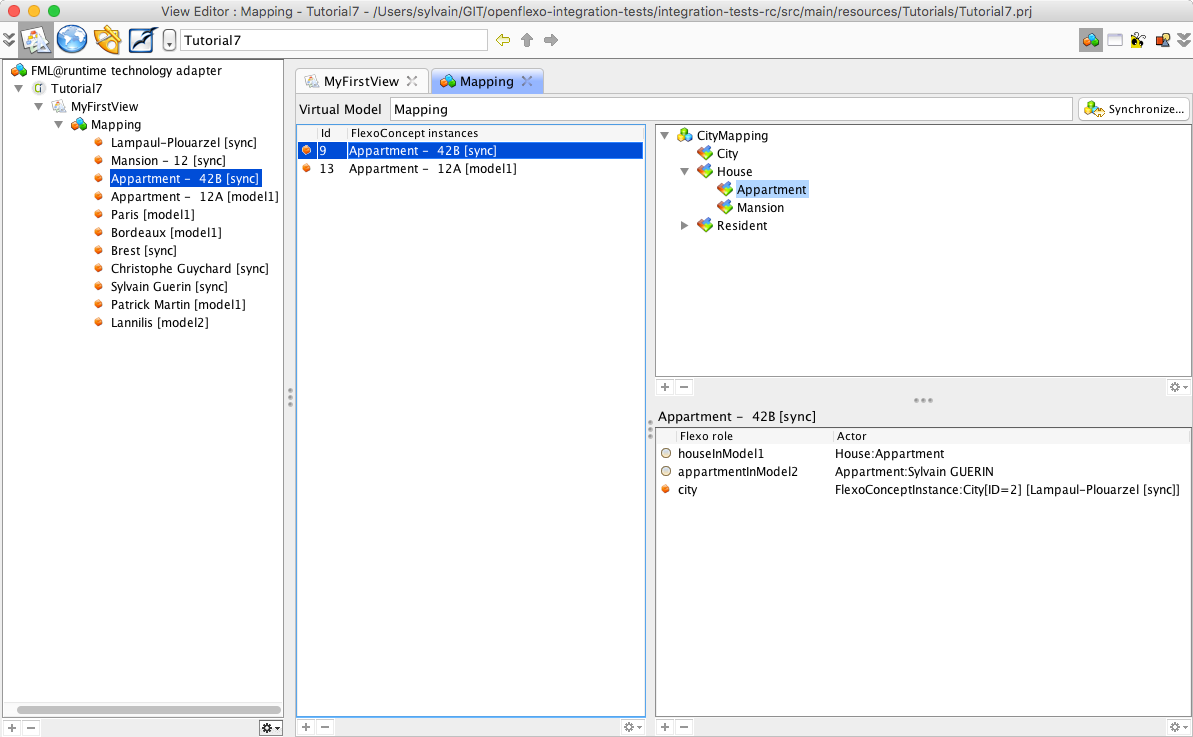 View Editor : Mapping - Tutorial7 - /Users/sylvain/GIT/openflexo-integration-tests/integration-tests-rc/src/main/resources/Tutorials/Tutorial7.prj
Tutorial7
FML@runtime technology adapter
Tutorial7
MyFirstView
Mapping
Lampaul-Plouarzel [sync]
Mansion - 12 [sync]
Appartment - 42B [sync]
Appartment - 12A [model1]
Paris [model1]
Bordeaux [model1]
Brest [sync]
Christophe Guychard [sync]
Sylvain Guerin [sync]
Patrick Martin [model1]
Lannilis [model2]
MyFirstView
Mapping
Virtual Model
Mapping
Synchronize...
Id FlexoConcept instances
9 Appartment - 42B [sync]
13 Appartment - 12A [model1]
CityMapping
City
House
Appartment
Mansion
Resident
Appartment - 42B [sync]
Flexo role Actor
houseInModel1 House:Appartment
appartmentInModel2 Appartment:Sylvain GUERIN
city FlexoConceptInstance:City[ID=2] [Lampaul-Plouarzel [sync]]